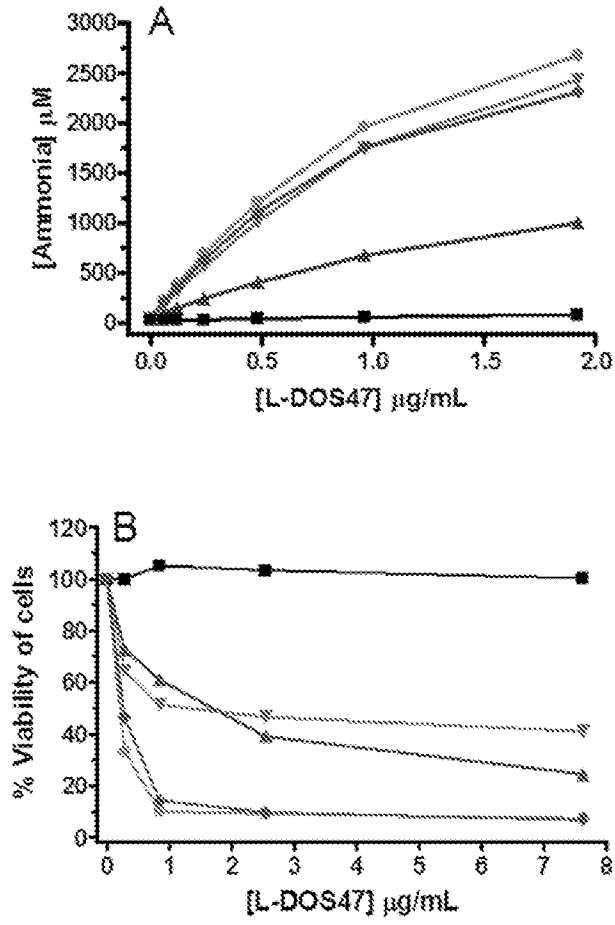 A
3000
2500
2000
1500
1000
500
0
[Ammonia] µM
0.0 0.5 1.0 1.5 2.0
[L-DOS47] µg/mL
B
120
100
80
60
40
20
0
% Viability of cells
0 1 2 3 4 5 6 7 8
[L-DOS47] µg/mL